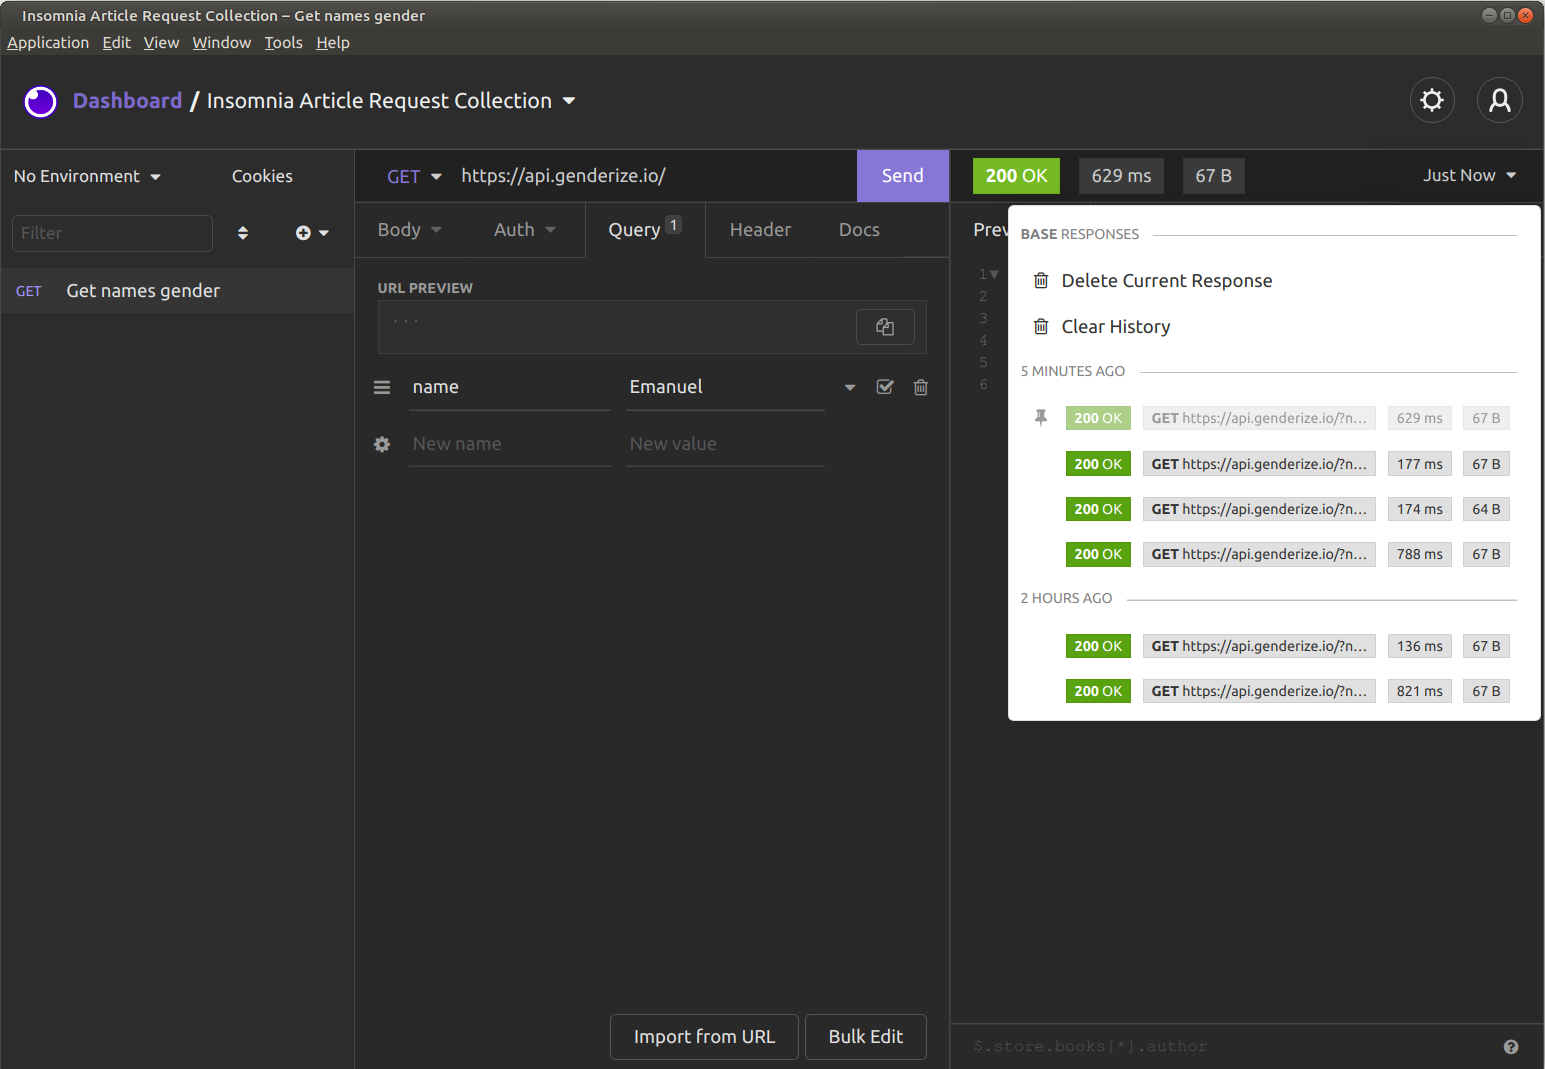 Insomnia Article Request Collection – Get names gender
Application Edit View Window Tools Help
Dashboard / Insomnia Article Request Collection
No Environment Cookies
GET https://api.genderize.io/ Send
200 OK 629 ms 67 B Just Now
Filter
Body Auth Query 1 Header Docs
Prev
GET Get names gender
URL PREVIEW
...
name Emanuel
New name New value
Import from URL Bulk Edit
1
2
3
4
5
6
BASE RESPONSES
Delete Current Response
Clear History
5 MINUTES AGO
200 OK GET https://api.genderize.io/?n... 629 ms 67 B
200 OK GET https://api.genderize.io/?n... 177 ms 67 B
200 OK GET https://api.genderize.io/?n... 174 ms 64 B
200 OK GET https://api.genderize.io/?n... 788 ms 67 B
2 HOURS AGO
200 OK GET https://api.genderize.io/?n... 136 ms 67 B
200 OK GET https://api.genderize.io/?n... 821 ms 67 B
$.store.books[*].author